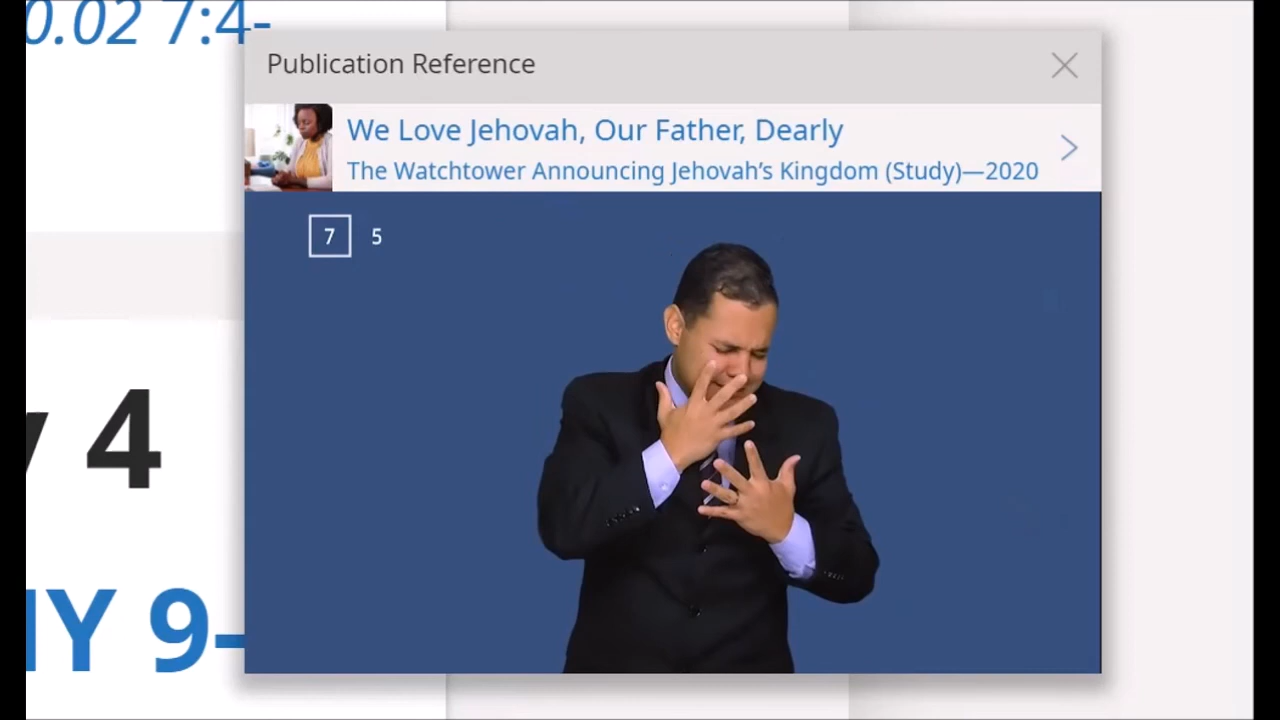 0.02 7:4-
Publication Reference
We Love Jehovah, Our Father, Dearly
The Watchtower Announcing Jehovah’s Kingdom (Study)—2020
7 5
4
Y 9-